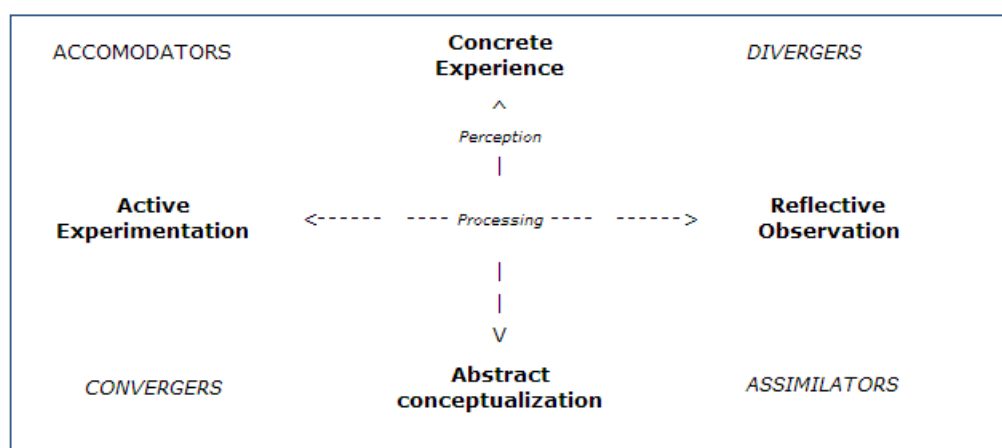 ACCOMODATORS
Concrete
Experience
DIVERGERS
^
Perception
|
Active
Experimentation
<------ ---- Processing ---- ------>
Reflective
Observation
|
|
V
CONVERGERS
Abstract
conceptualization
ASSIMILATORS